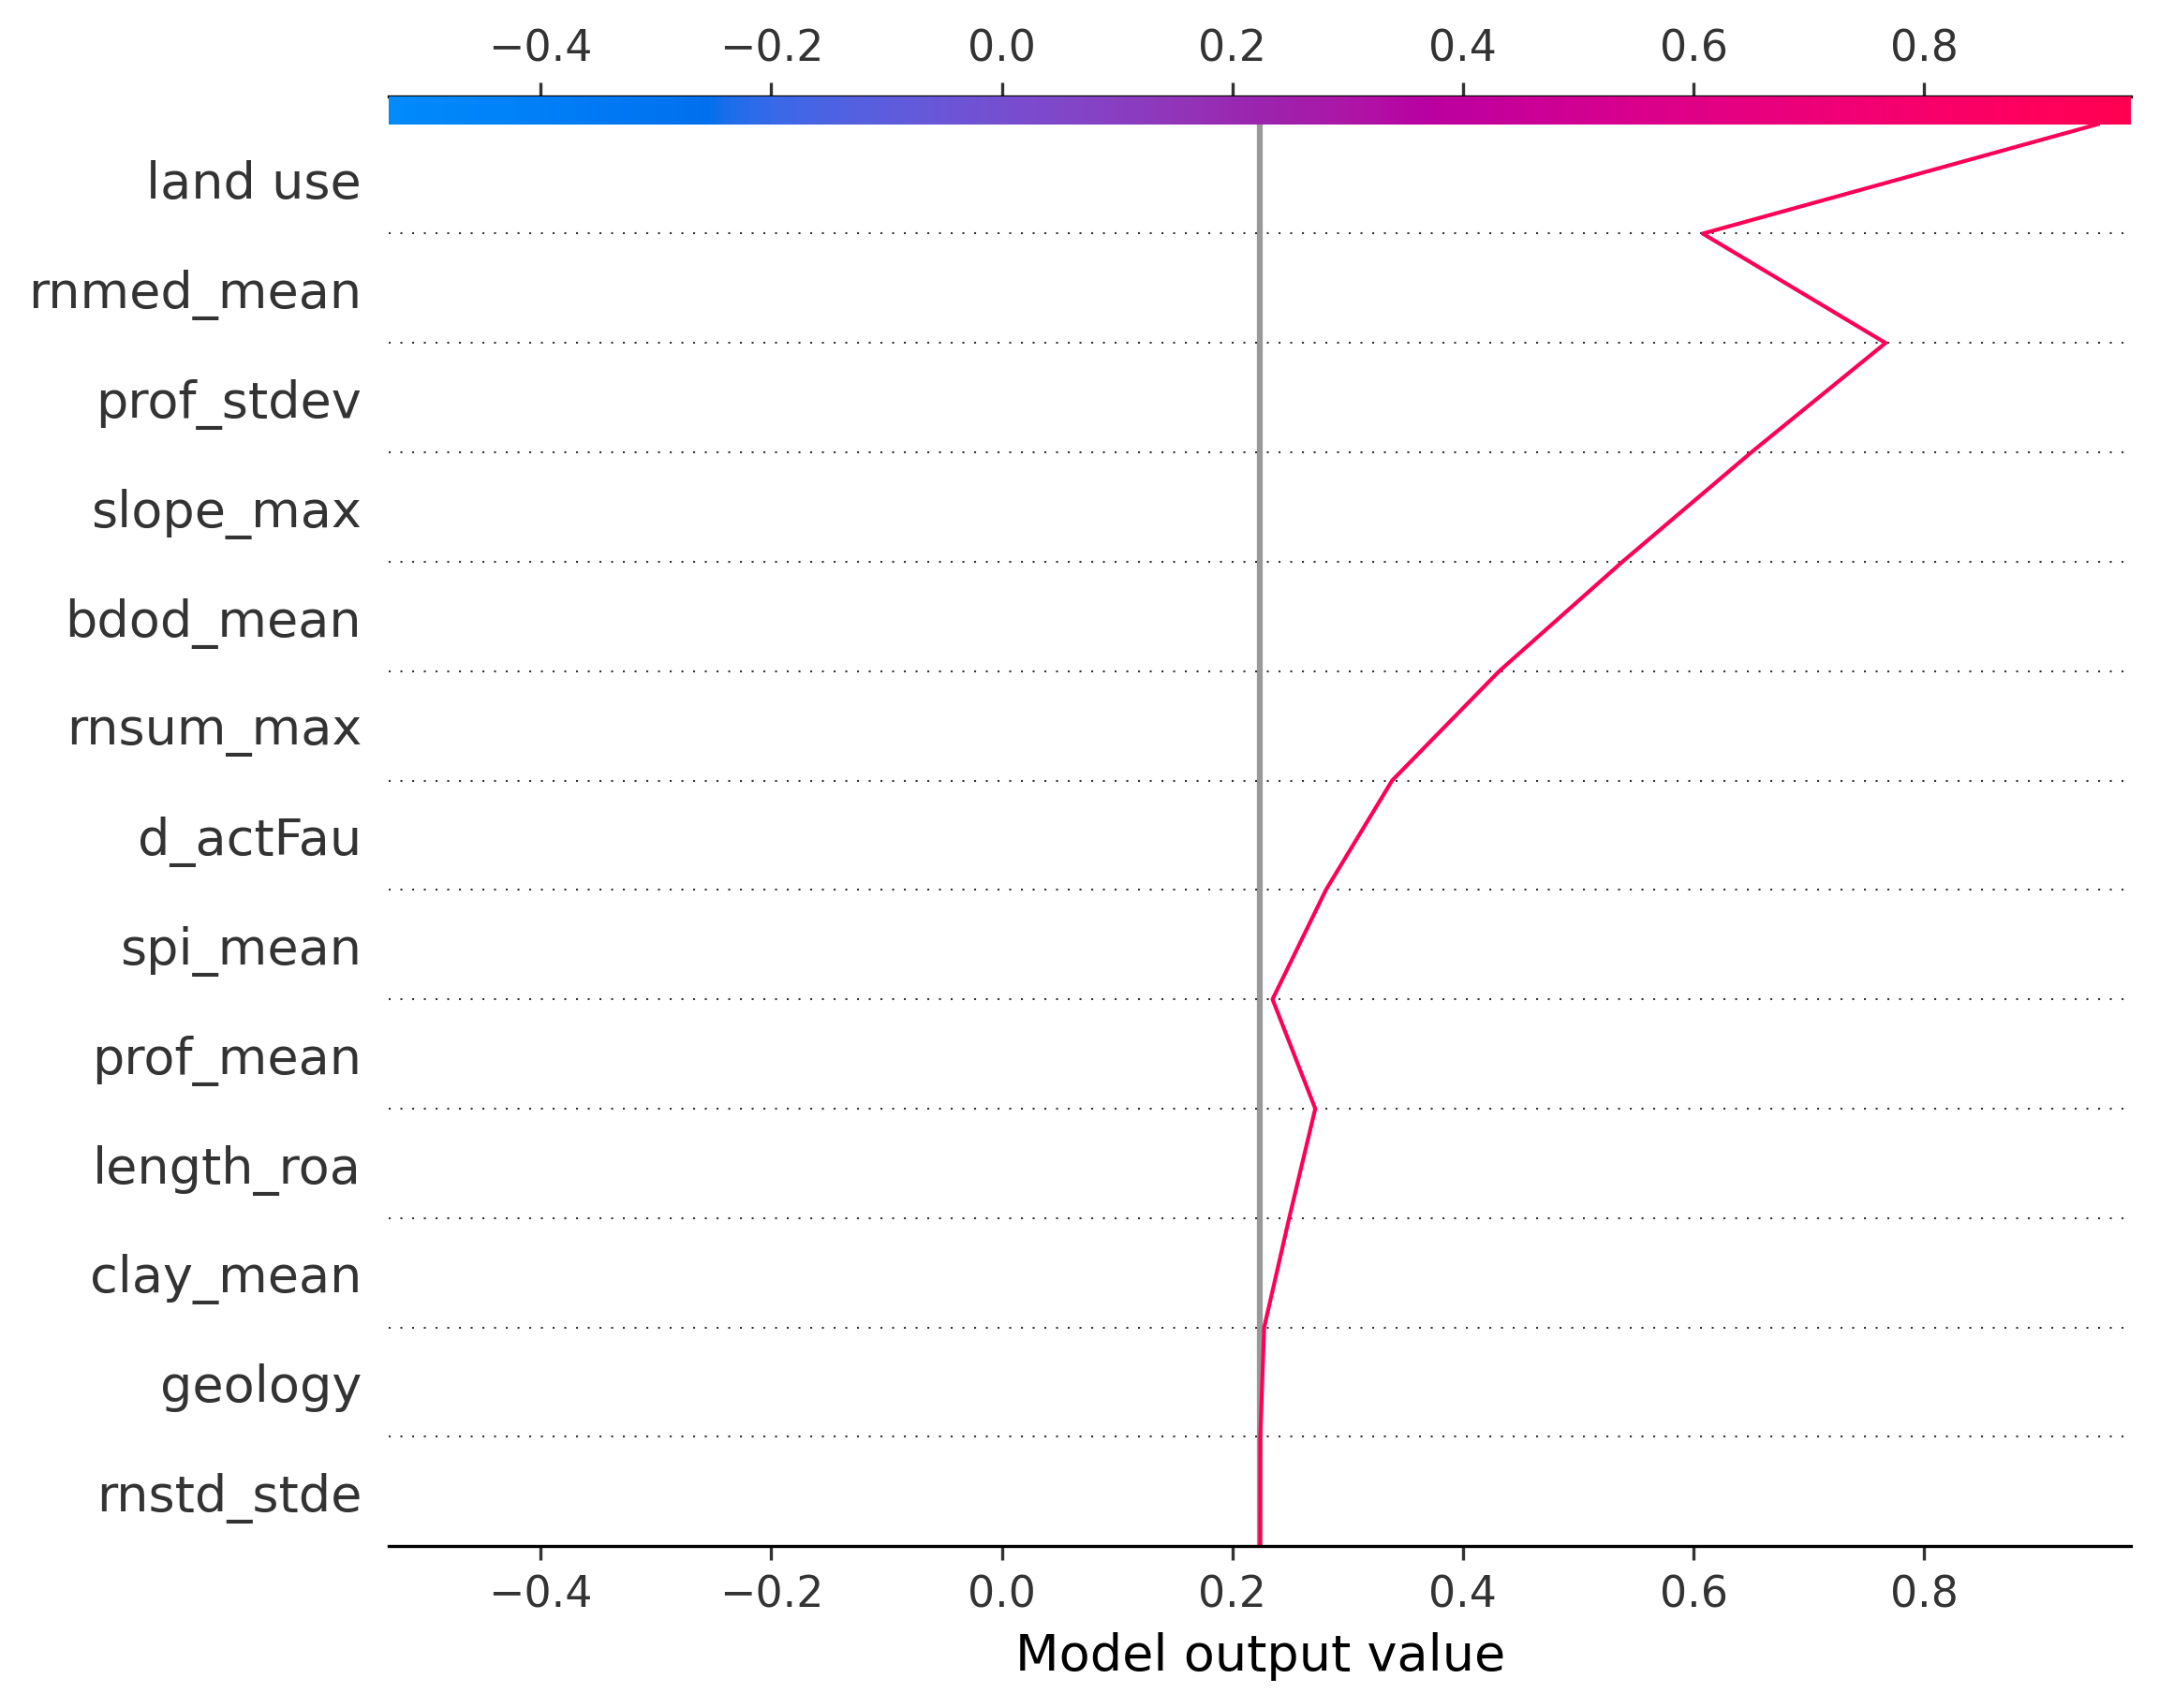 −0.4 −0.2 0.0 0.2 0.4 0.6 0.8
land use
rnmed_mean
prof_stdev
slope_max
bdod_mean
rnsum_max
d_actFau
spi_mean
prof_mean
length_roa
clay_mean
geology
rnstd_stde
−0.4 −0.2 0.0 0.2 0.4 0.6 0.8
Model output value